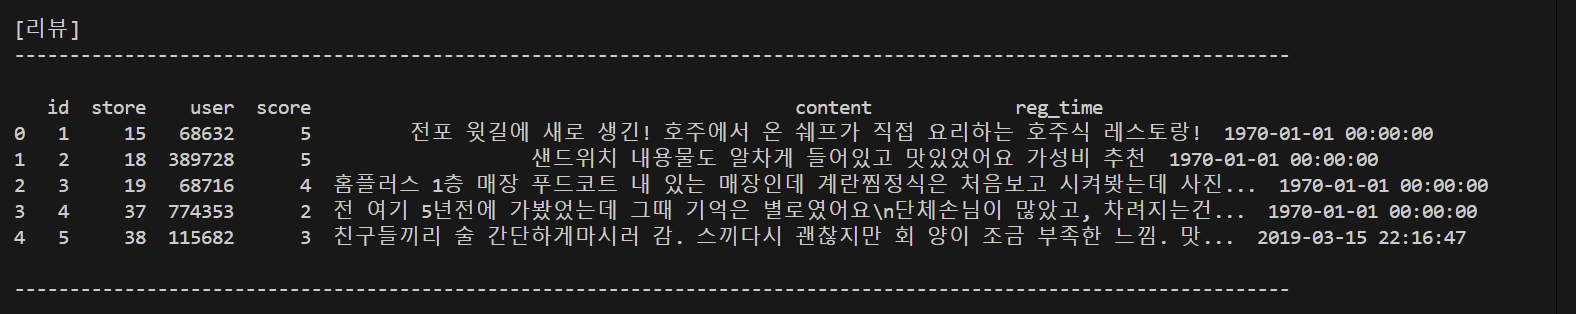 [리뷰]
--------------------------------------------------------------------------------------------------------------------
id store user score content reg_time
0 1 15 68632 5 전포 윗길에 새로 생긴! 호주에서 온 쉐프가 직접 요리하는 호주식 레스토랑! 1970-01-01 00:00:00
1 2 18 389728 5 샌드위치 내용물도 알차게 들어있고 맛있었어요 가성비 추천 1970-01-01 00:00:00
2 3 19 68716 4 홈플러스 1층 매장 푸드코트 내 있는 매장인데 계란찜정식은 처음보고 시켜봣는데 사진... 1970-01-01 00:00:00
3 4 37 774353 2 전 여기 5년전에 가봤었는데 그때 기억은 별로였어요\n단체손님이 많았고, 차려지는건... 1970-01-01 00:00:00
4 5 38 115682 3 친구들끼리 술 간단하게마시러 감. 스끼다시 괜찮지만 회 양이 조금 부족한 느낌. 맛... 2019-03-15 22:16:47
--------------------------------------------------------------------------------------------------------------------